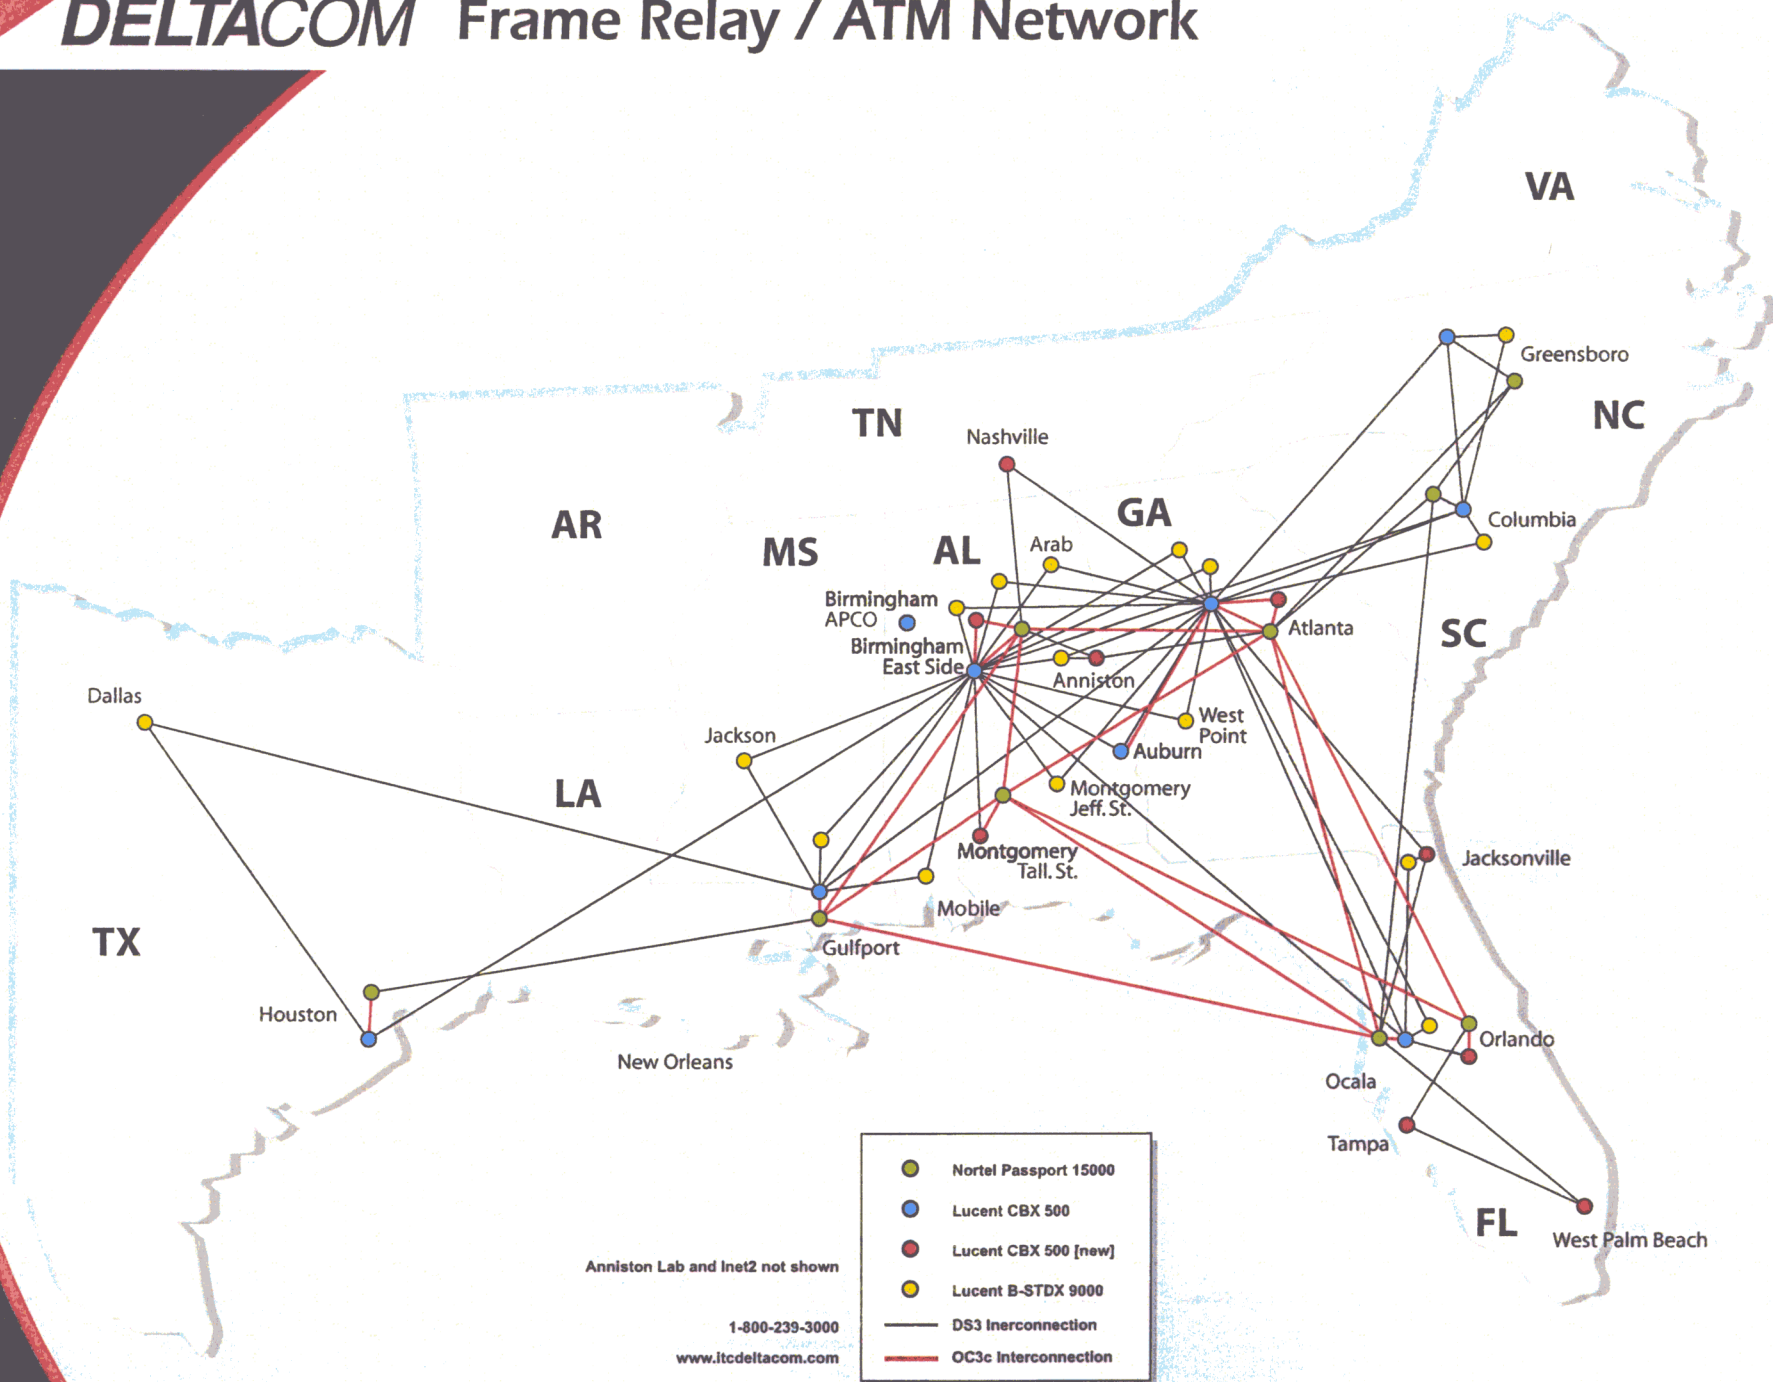 DELTACOM Frame Relay / ATM Network
VA
Greensboro
NC
TN
Nashville
GA
AR
MS
AL
Arab
Columbia
Birmingham
APCO
Birmingham
East Side
Atlanta
SC
Anniston
Dallas
West
Point
Jackson
Auburn
LA
Montgomery
Jeff. St.
Montgomery
Tall. St.
Jacksonville
Mobile
TX
Gulfport
Houston
New Orleans
Orlando
Ocala
Tampa
FL
West Palm Beach
Nortel Passport 15000
Lucent CBX 500
Lucent CBX 500 [new]
Lucent B-STDX 9000
DS3 Inerconnection
OC3c Interconnection
Anniston Lab and Inet2 not shown
1-800-239-3000
www.itcdeltacom.com